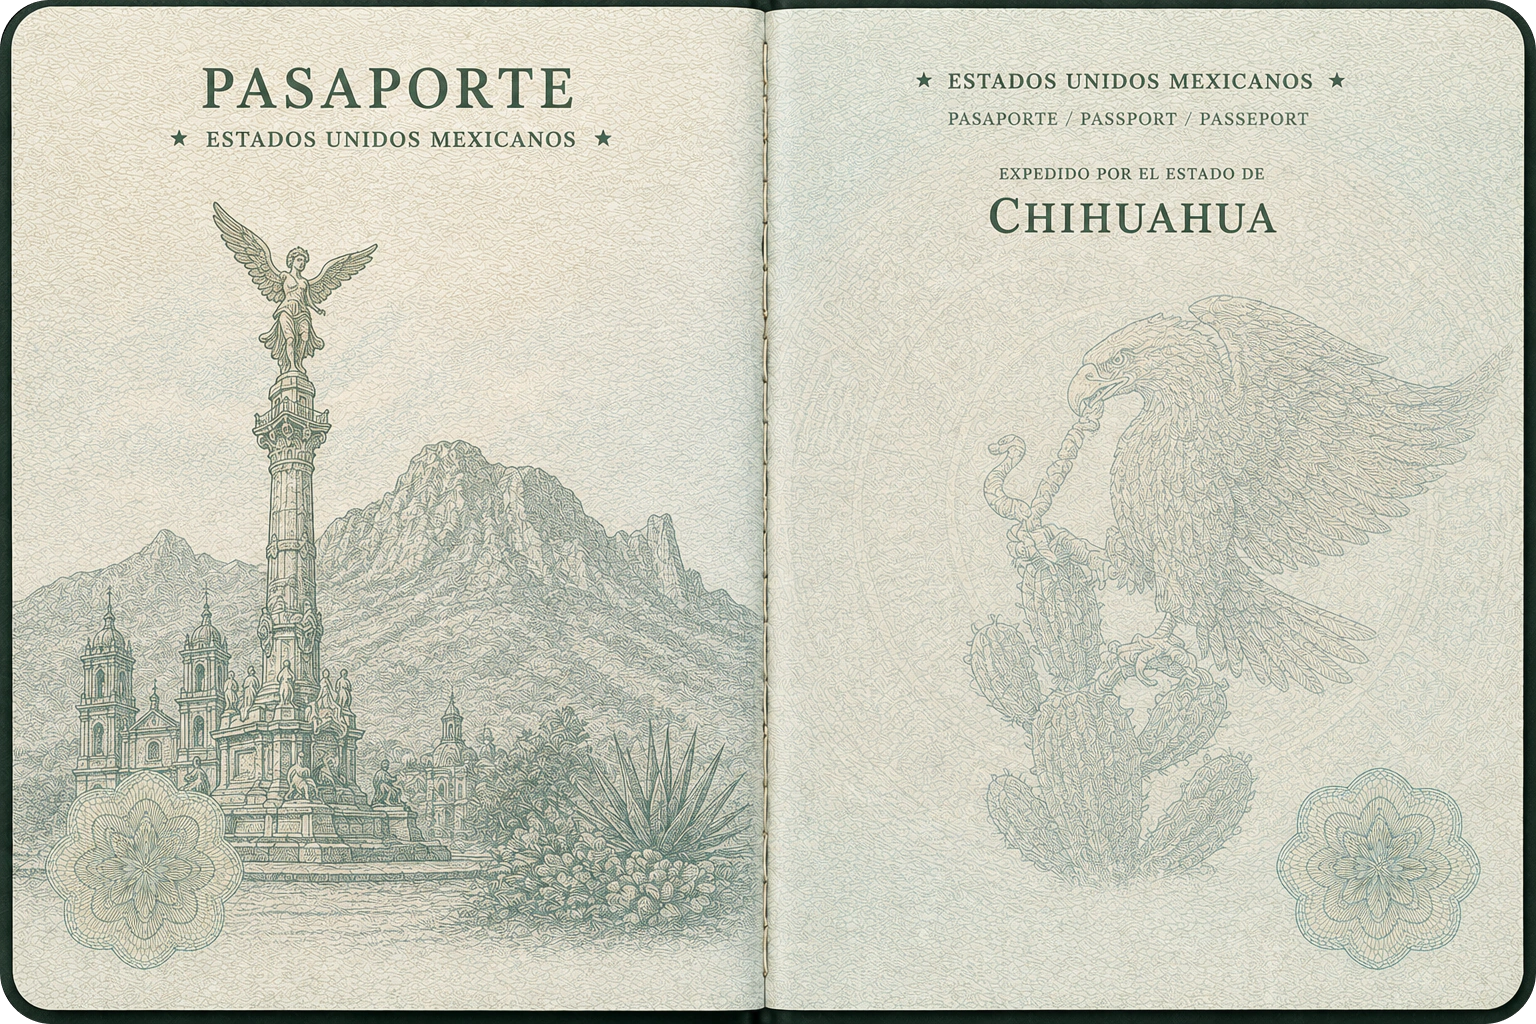 PASAPORTE
★ ESTADOS UNIDOS MEXICANOS ★
★ ESTADOS UNIDOS MEXICANOS ★
PASAPORTE / PASSPORT / PASSEPORT
EXPEDIDO POR EL ESTADO DE
CHIHUAHUA